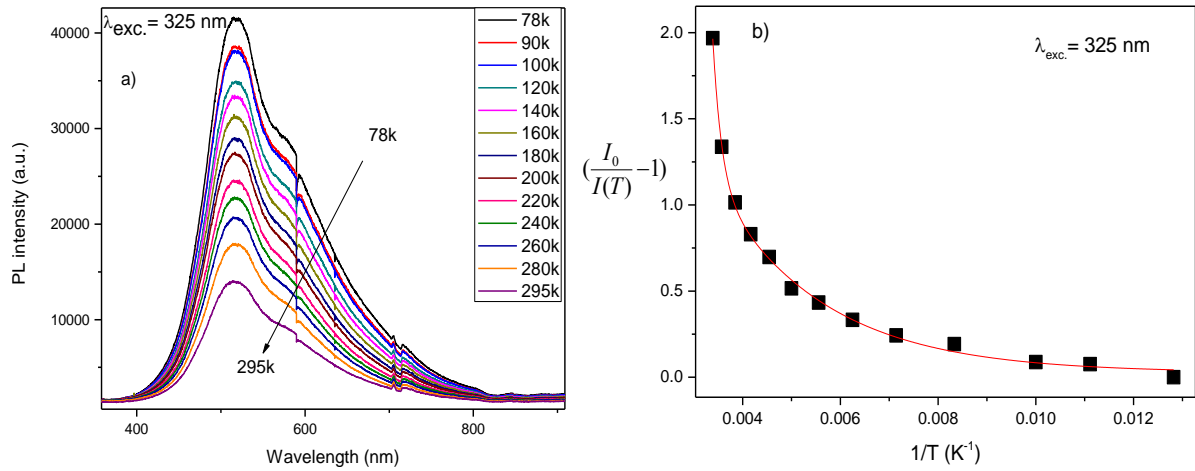 λexc.= 325 nm
a)
PL intensity (a.u.)
40000
30000
20000
10000
400
600
800
Wavelength (nm)
78k
295k
78k
90k
100k
120k
140k
160k
180k
200k
220k
240k
260k
280k
295k
b)
λexc.= 325 nm
(I0/I(T)−1)
2.0
1.5
1.0
0.5
0.0
0.004
0.006
0.008
0.010
0.012
1/T (K-1)